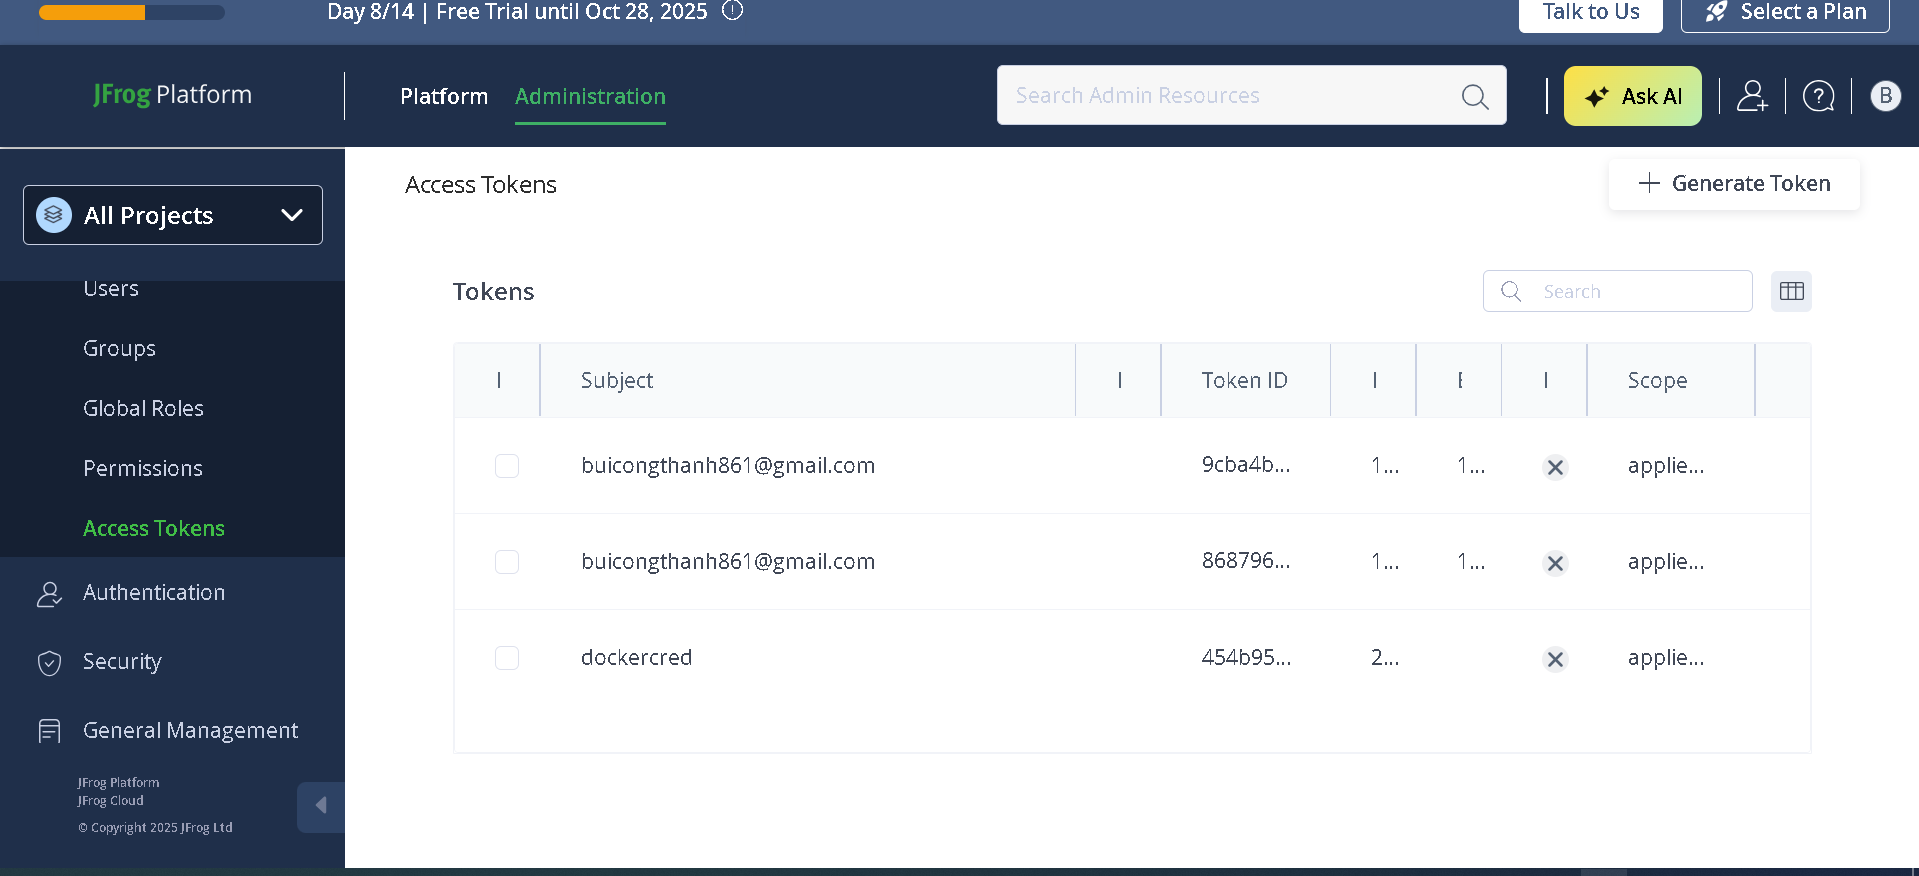 Day 8/14 | Free Trial until Oct 28, 2025
Talk to Us
Select a Plan
JFrog Platform
Platform
Administration
Search Admin Resources
Ask AI
B
All Projects
Users
Groups
Global Roles
Permissions
Access Tokens
Authentication
Security
General Management
JFrog Platform
JFrog Cloud
© Copyright 2025 JFrog Ltd
Access Tokens
Generate Token
Tokens
Search
Subject Token ID Scope
buicongthanh861@gmail.com 9cba4b... 1... 1... applie...
buicongthanh861@gmail.com 868796... 1... 1... applie...
dockercred 454b95... 2... applie...